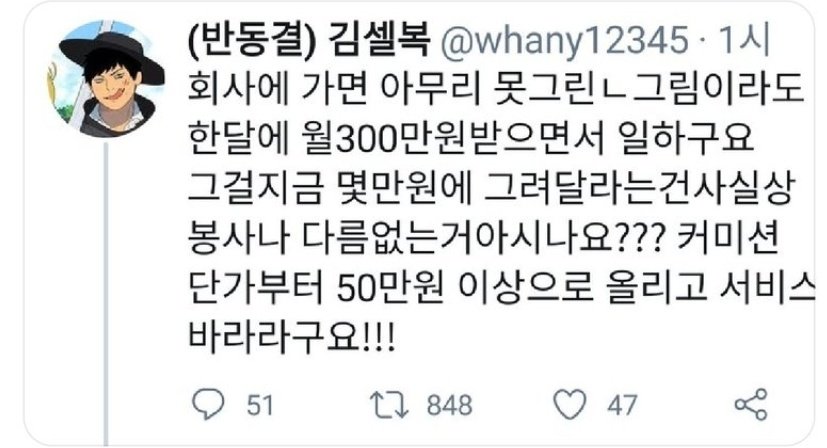 (반동결) 김셀복 @whany12345 · 1시
회사에 가면 아무리 못그린ㄴ그림이라도
한달에 월300만원받으면서 일하구요
그걸지금 몇만원에 그려달라는건사실상
봉사나 다름없는거아시나요??? 커미션
단가부터 50만원 이상으로 올리고 서비스
바라라구요!!!
51 848 47